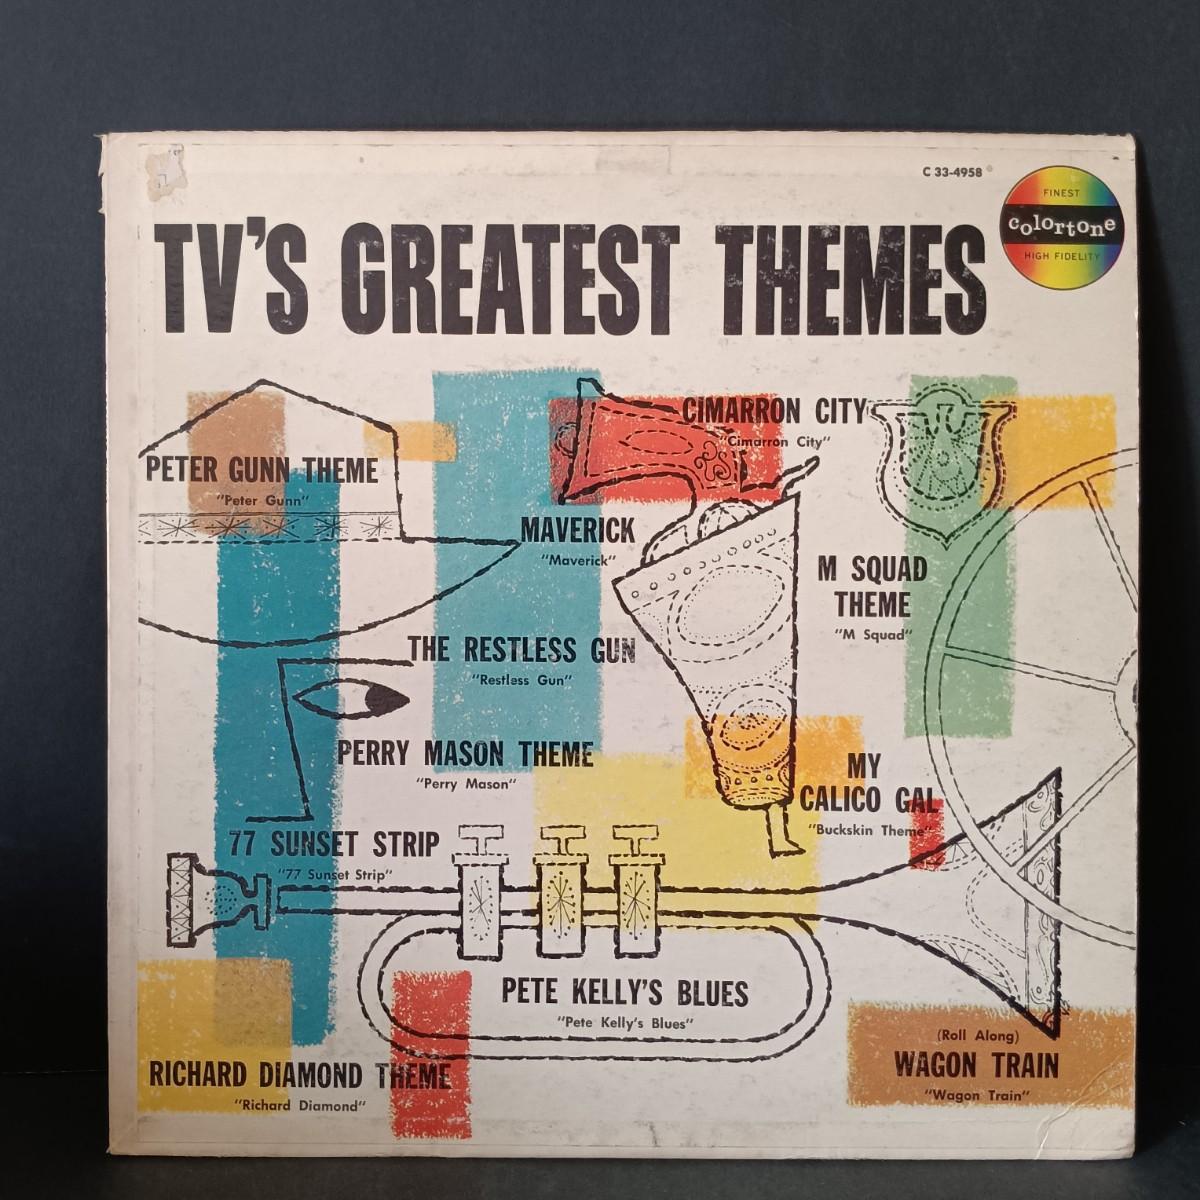 C 33-4958
FINEST
colortone
HIGH FIDELITY
TV'S GREATEST THEMES
CIMARRON CITY
"Cimarron City"
PETER GUNN THEME
"Peter Gunn"
MAVERICK
"Maverick"
M SQUAD
THEME
"M Squad"
THE RESTLESS GUN
"Restless Gun"
PERRY MASON THEME
"Perry Mason"
MY
CALICO GAL
"Buckskin Theme"
77 SUNSET STRIP
"77 Sunset Strip"
PETE KELLY'S BLUES
"Pete Kelly's Blues"
(Roll Along)
WAGON TRAIN
"Wagon Train"
RICHARD DIAMOND THEME
"Richard Diamond"